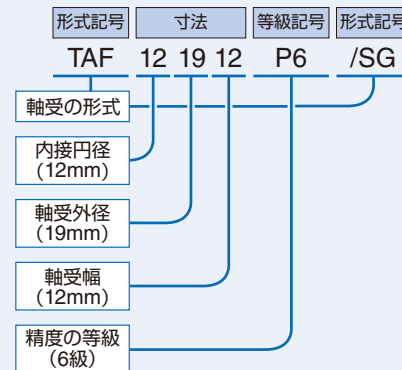 形式記号 寸法 等級記号 形式記号
TAF 12 19 12 P6 /SG
軸受の形式
内接円径
（12mm）
軸受外径
（19mm）
軸受幅
（12mm）
精度の等級
（6級）